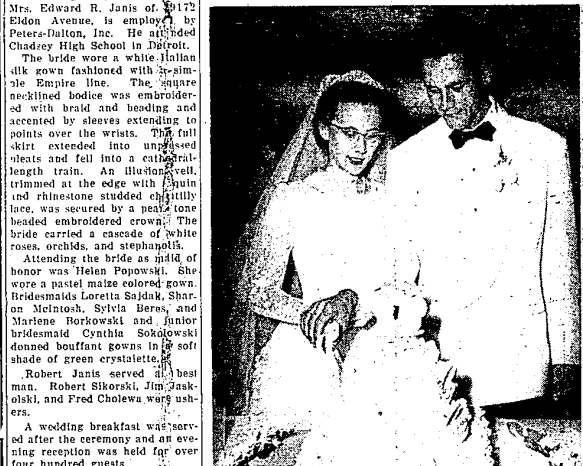 Mrs. Edward R. Janis of 9172
Eldon Avenue, is employed by
Peters-Dalton, Inc. He attended
Chadsey High School in Detroit.
The bride wore a white Italian
silk gown fashioned with a sim-
ple Empire line. The square
necklined bodice was embroider-
ed with braid and beading and
accented by sleeves extending to
points over the wrists. The full
skirt extended into unpressed
pleats and fell into a cathedral-
length train. An illusion veil,
trimmed at the edge with sequin
and rhinestone studded chantilly
lace, was secured by a pearl tone
beaded embroidered crown. The
bride carried a cascade of white
roses, orchids, and stephanotis.
Attending the bride as maid of
honor was Helen Popowski. She
wore a pastel maize colored gown.
Bridesmaids Loretta Sajdak, Shar-
on McIntosh, Sylvia Beres, and
Marlene Borkowski and junior
bridesmaid Cynthia Sokolowski
donned bouffant gowns in a soft
shade of green crystalette.
Robert Janis served as best
man. Robert Sikorski, Jim Jask-
olski, and Fred Cholewa were ush-
ers.
A wedding breakfast was serv-
ed after the ceremony and an eve-
ning reception was held for over
four hundred guests.